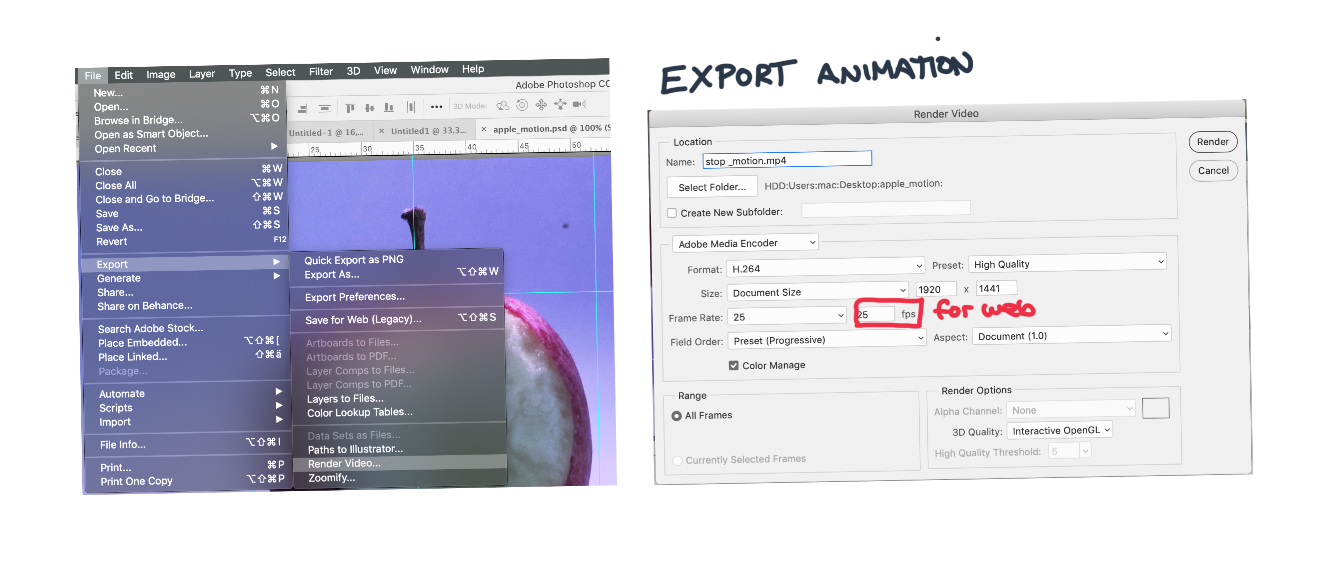 EXPORT ANIMATION
File Edit Image Layer Type Select Filter 3D View Window Help
Adobe Photoshop CC
3D Mode:
Untitled-1 @ 16,... × Untitled1 @ 33,3... × apple_motion.psd @ 100% (S
25 30 35 40 45 50
New... ⌘N
Open... ⌘O
Browse in Bridge... ⌥⌘O
Open as Smart Object...
Open Recent ▶
Close ⌘W
Close All ⌥⌘W
Close and Go to Bridge... ⇧⌘W
Save ⌘S
Save As... ⇧⌘S
Revert F12
Export ▶
Generate ▶
Share...
Share on Behance...
Search Adobe Stock...
Place Embedded... ⌥⇧⌘[
Place Linked... ⇧⌘ä
Package...
Automate ▶
Scripts ▶
Import ▶
File Info... ⌥⇧⌘I
Print... ⌘P
Print One Copy ⌥⇧⌘P
Quick Export as PNG
Export As... ⌥⇧⌘W
Export Preferences...
Save for Web (Legacy)... ⌥⇧⌘S
Artboards to Files...
Artboards to PDF...
Layer Comps to Files...
Layer Comps to PDF...
Layers to Files...
Color Lookup Tables...
Data Sets as Files...
Paths to Illustrator...
Render Video...
Zoomify...
Render Video
Location
Name: stop _motion.mp4
Select Folder... HDD:Users:mac:Desktop:apple_motion:
Create New Subfolder:
Render
Cancel
Adobe Media Encoder
Format: H.264 Preset: High Quality
Size: Document Size 1920 x 1441
Frame Rate: 25 25 fps for web
Field Order: Preset (Progressive) Aspect: Document (1.0)
Color Manage
Range
All Frames
Currently Selected Frames
Render Options
Alpha Channel: None
3D Quality: Interactive OpenGL
High Quality Threshold: 5